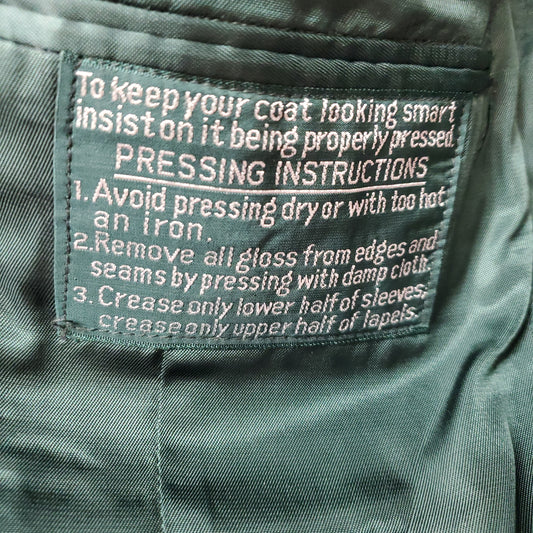 To keep your coat looking smart
insist on it being properly pressed.
PRESSING INSTRUCTIONS
1. Avoid pressing dry or with too hot
an iron.
2. Remove all gloss from edges and
seams by pressing with damp cloth.
3. Crease only lower half of sleeves;
crease only upper half of lapels.